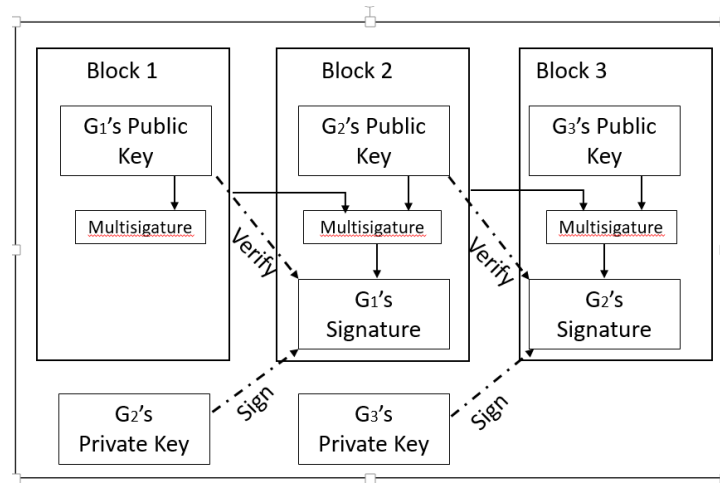 Block 1
G1's Public
Key
Multisigature
Verify
Block 2
G2's Public
Key
Multisigature
G1's
Signature
Verify
Block 3
G3's Public
Key
Multisigature
G2's
Signature
G2's
Private Key
Sign
G3's
Private Key
Sign